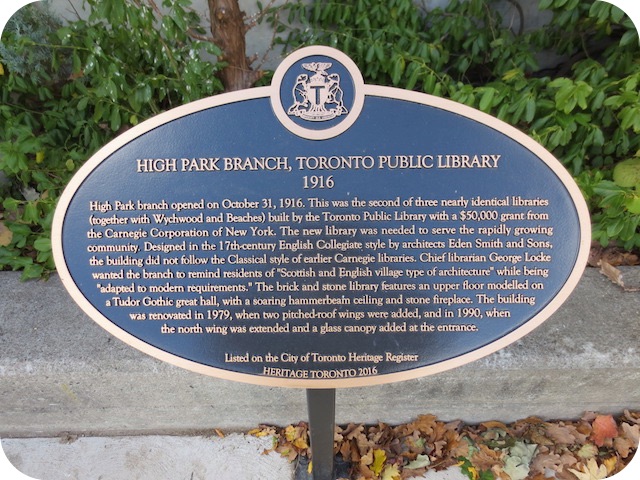 T
HIGH PARK BRANCH, TORONTO PUBLIC LIBRARY
1916
High Park branch opened on October 31, 1916. This was the second of three nearly identical libraries
(together with Wychwood and Beaches) built by the Toronto Public Library with a $50,000 grant from
the Carnegie Corporation of New York. The new library was needed to serve the rapidly growing
community. Designed in the 17th-century English Collegiate style by architects Eden Smith and Sons,
the building did not follow the Classical style of earlier Carnegie libraries. Chief librarian George Locke
wanted the branch to remind residents of "Scottish and English village type of architecture" while being
"adapted to modern requirements." The brick and stone library features an upper floor modelled on
a Tudor Gothic great hall, with a soaring hammerbeam ceiling and stone fireplace. The building
was renovated in 1979, when two pitched-roof wings were added, and in 1990, when
the north wing was extended and a glass canopy added at the entrance.
Listed on the City of Toronto Heritage Register
HERITAGE TORONTO 2016